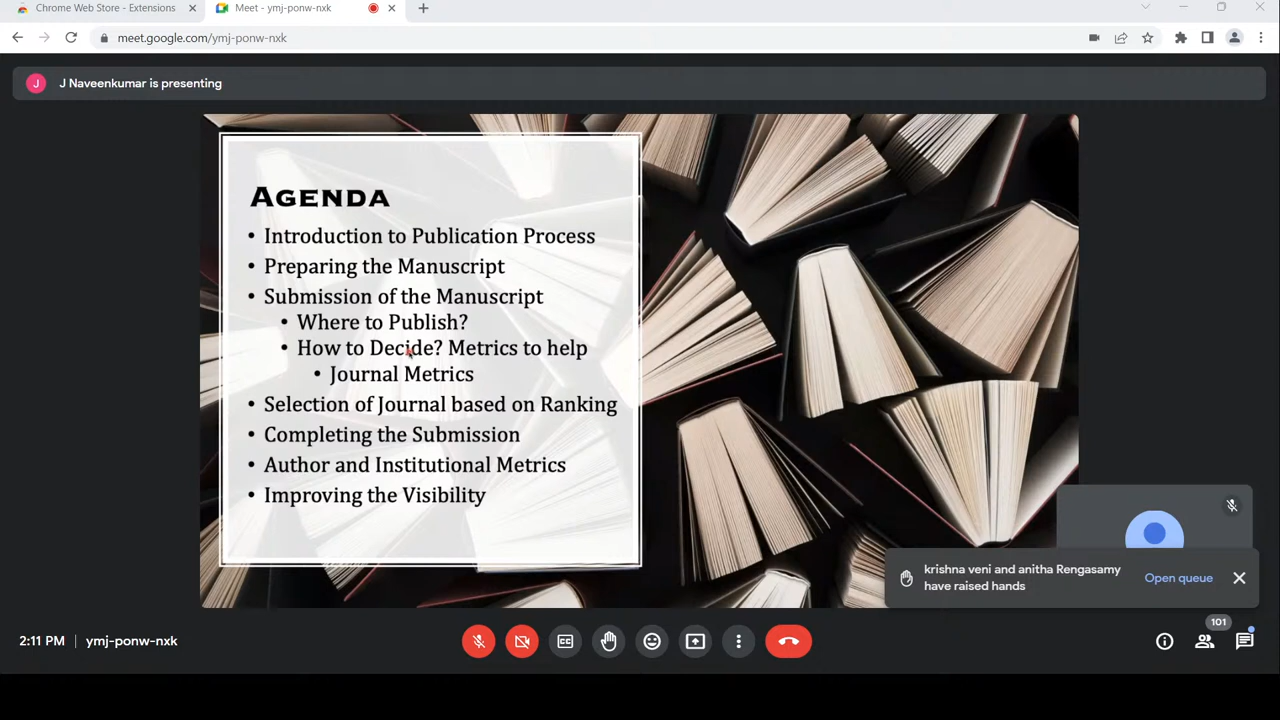 Chrome Web Store - Extensions
Meet - ymj-ponw-nxk
meet.google.com/ymj-ponw-nxk
J
J Naveenkumar is presenting
AGENDA
• Introduction to Publication Process
• Preparing the Manuscript
• Submission of the Manuscript
• Where to Publish?
• How to Decide? Metrics to help
• Journal Metrics
• Selection of Journal based on Ranking
• Completing the Submission
• Author and Institutional Metrics
• Improving the Visibility
krishna veni and anitha Rengasamy
have raised hands
Open queue
2:11 PM | ymj-ponw-nxk
101